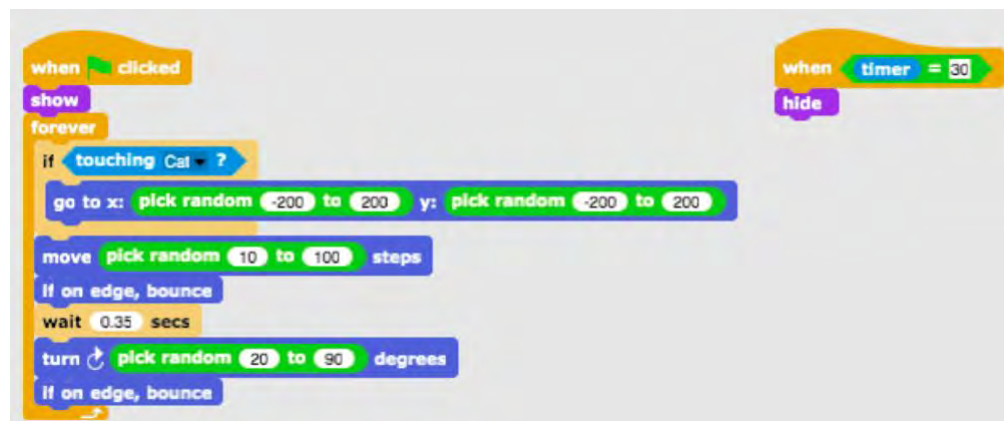 when clicked
show
forever
if touching Cat ?
go to x: pick random -200 to 200 y: pick random -200 to 200
move pick random 10 to 100 steps
if on edge, bounce
wait 0.35 secs
turn pick random 20 to 90 degrees
if on edge, bounce
when timer = 30
hide